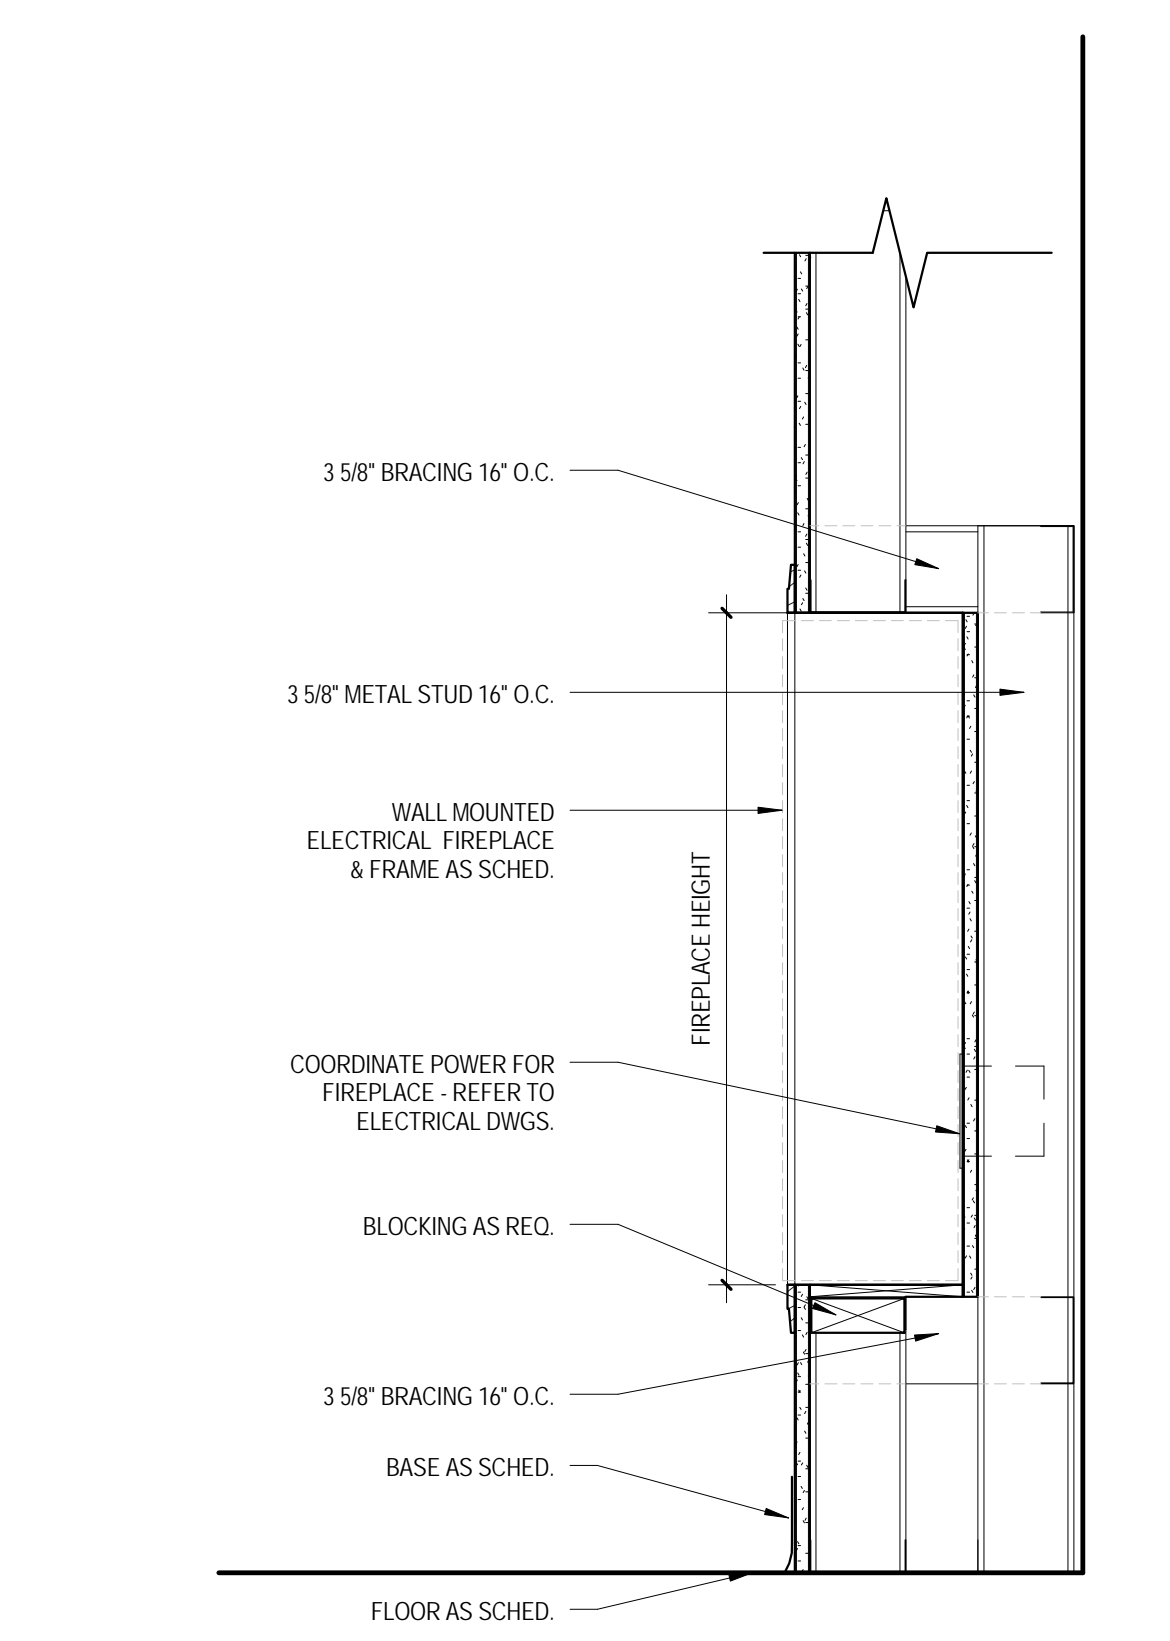 3 5/8" BRACING 16" O.C.
3 5/8" METAL STUD 16" O.C.
WALL MOUNTED
ELECTRICAL FIREPLACE
& FRAME AS SCHED.
FIREPLACE HEIGHT
COORDINATE POWER FOR
FIREPLACE - REFER TO
ELECTRICAL DWGS.
BLOCKING AS REQ.
3 5/8" BRACING 16" O.C.
BASE AS SCHED.
FLOOR AS SCHED.